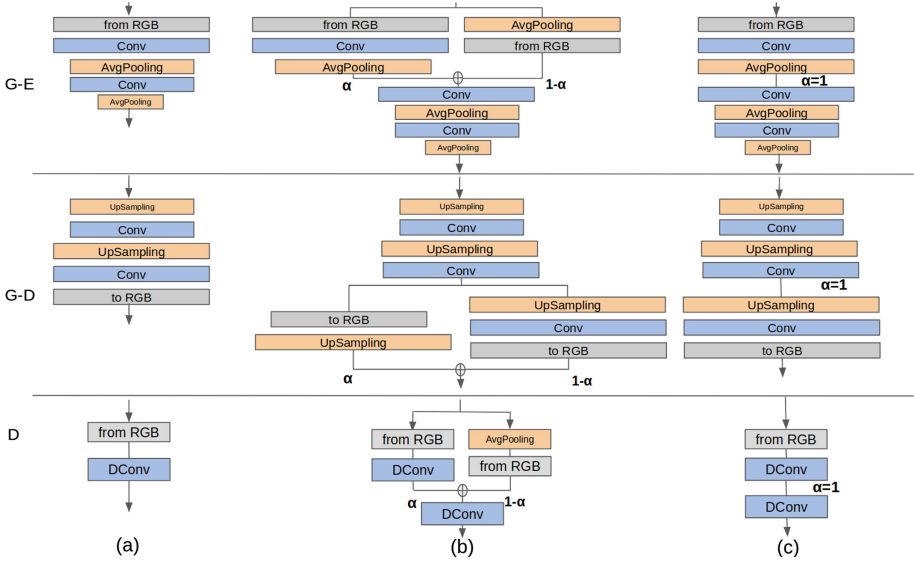 G-E
from RGB
Conv
AvgPooling
Conv
AvgPooling
from RGB
Conv
AvgPooling
α
AvgPooling
from RGB
1-α
Conv
AvgPooling
Conv
AvgPooling
from RGB
Conv
AvgPooling
α=1
Conv
AvgPooling
Conv
AvgPooling
G-D
UpSampling
Conv
UpSampling
Conv
to RGB
UpSampling
Conv
UpSampling
Conv
to RGB
UpSampling
α
UpSampling
Conv
to RGB
1-α
UpSampling
Conv
UpSampling
Conv
α=1
UpSampling
Conv
to RGB
D
from RGB
DConv
from RGB
DConv
α
AvgPooling
from RGB
1-α
DConv
from RGB
DConv
α=1
DConv
(a)
(b)
(c)